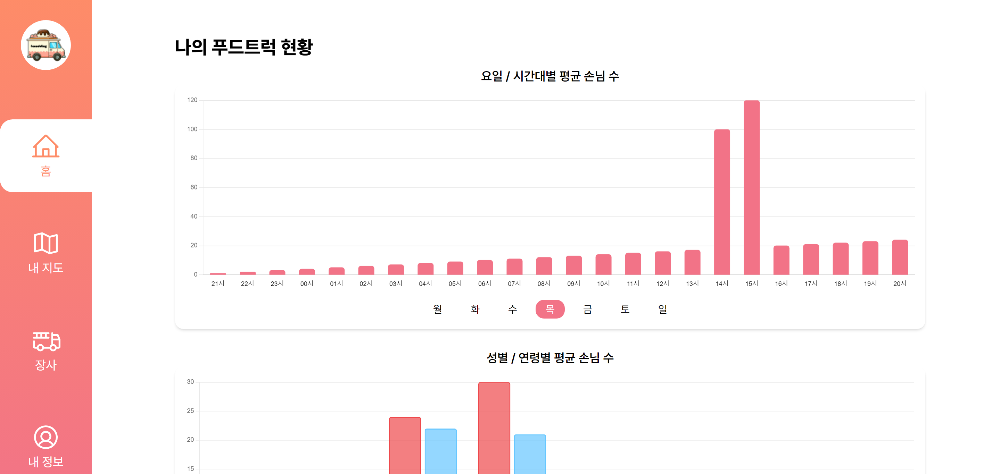 나의 푸드트럭 현황
요일 / 시간대별 평균 손님 수
120
100
80
60
40
20
0
21시 22시 23시 00시 01시 02시 03시 04시 05시 06시 07시 08시 09시 10시 11시 12시 13시 14시 15시 16시 17시 18시 19시 20시
월 화 수 목 금 토 일
성별 / 연령별 평균 손님 수
30
25
20
15
홈
내 지도
장사
내 정보